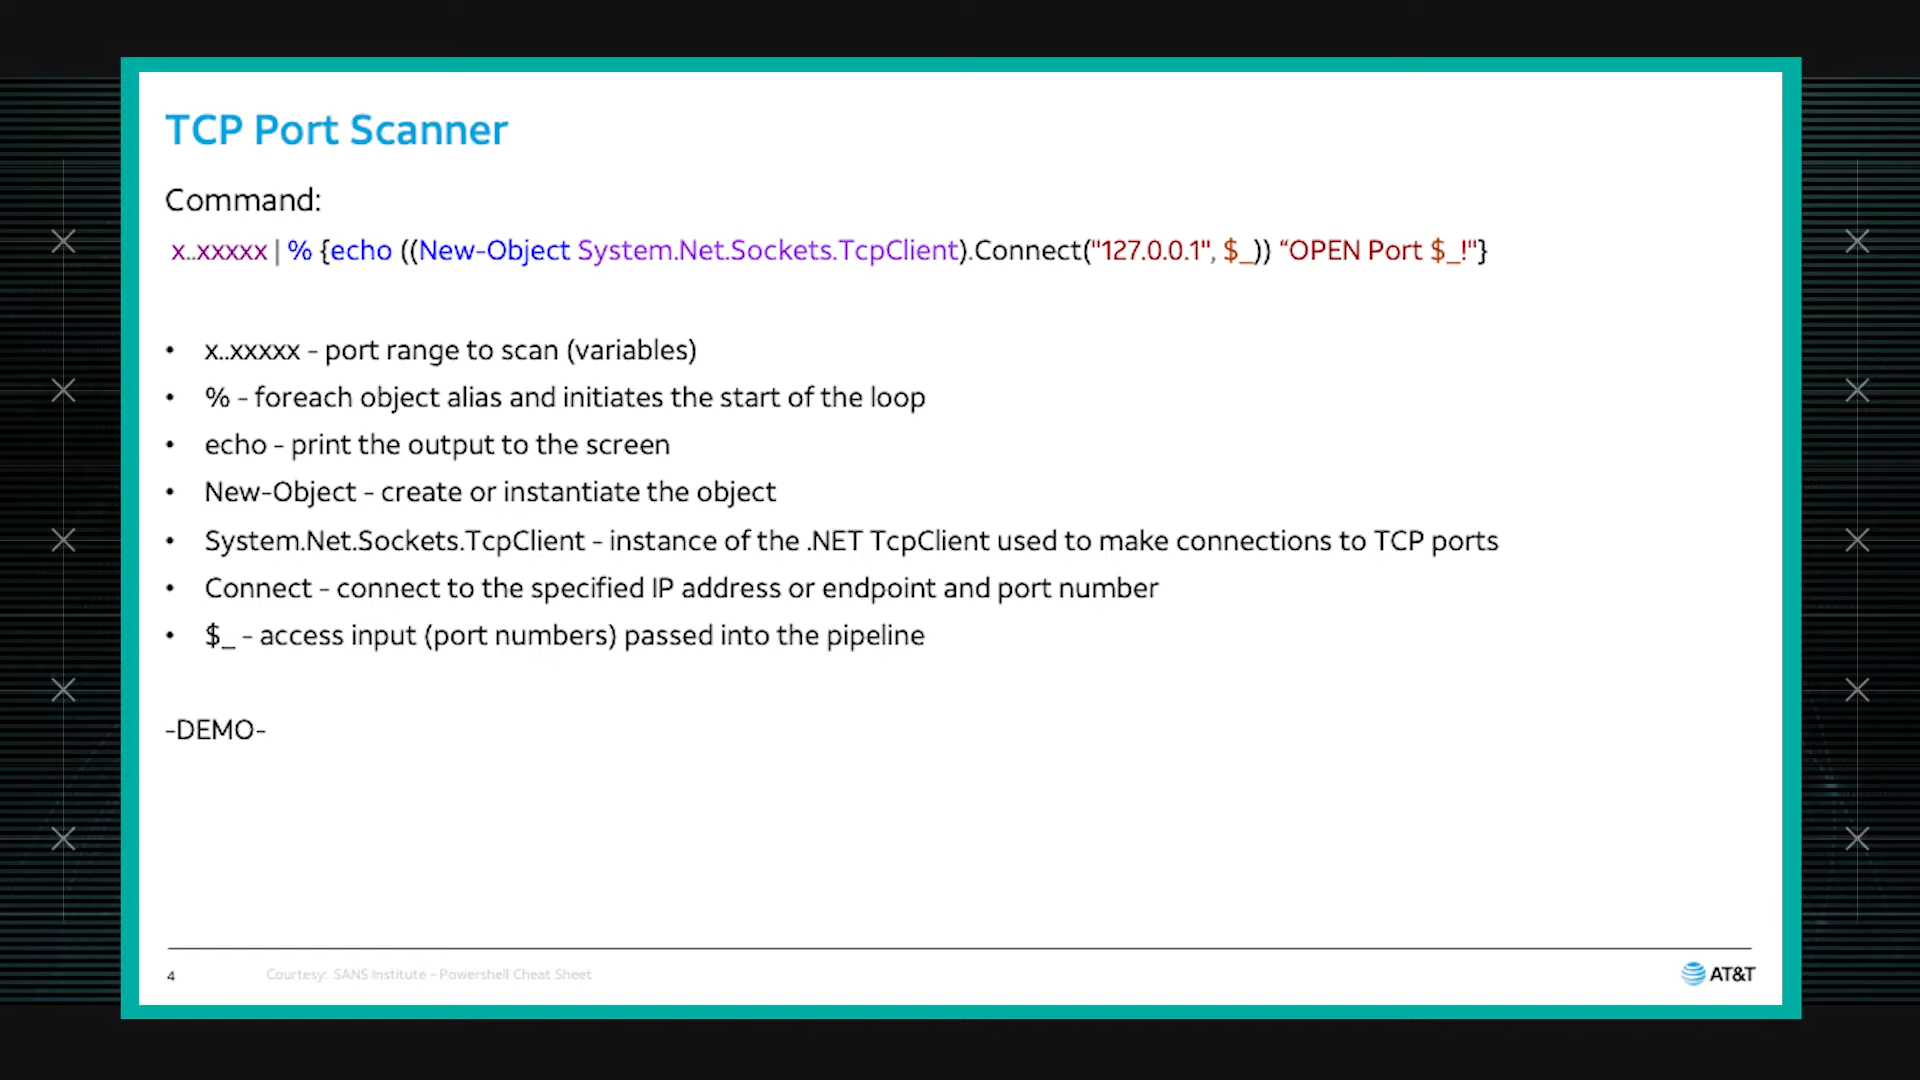 TCP Port Scanner
Command:
x..xxxxx | % {echo ((New-Object System.Net.Sockets.TcpClient).Connect("127.0.0.1", $_)) “OPEN Port $_!"}
• x..xxxxx - port range to scan (variables)
• % - foreach object alias and initiates the start of the loop
• echo - print the output to the screen
• New-Object - create or instantiate the object
• System.Net.Sockets.TcpClient - instance of the .NET TcpClient used to make connections to TCP ports
• Connect - connect to the specified IP address or endpoint and port number
• $_ - access input (port numbers) passed into the pipeline
-DEMO-
4
Courtesy: SANS Institute - Powershell Cheat Sheet
AT&T